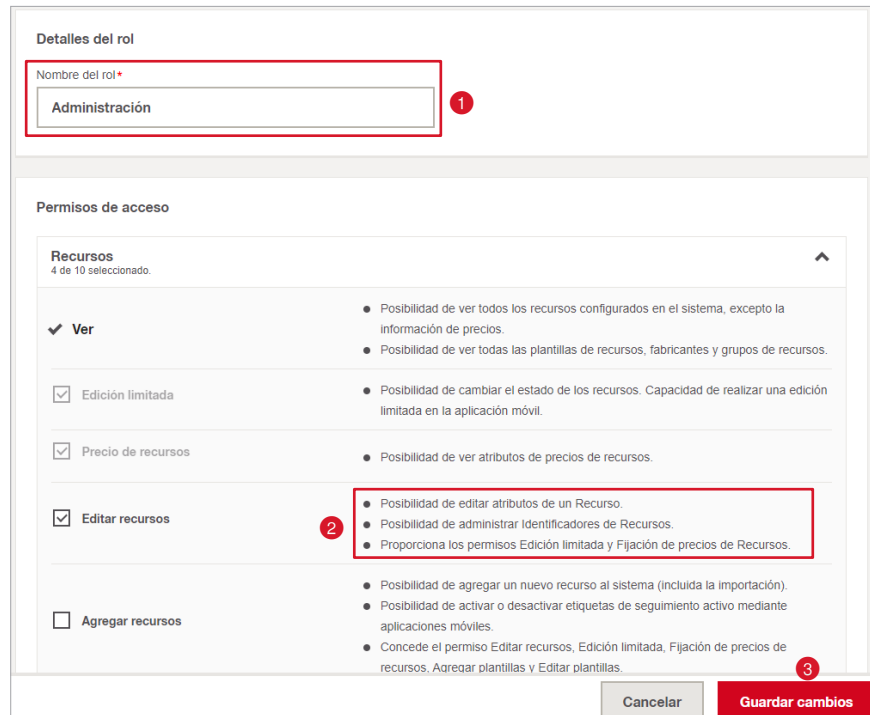 Detalles del rol
Nombre del rol*
Administración
1
Permisos de acceso
Recursos
4 de 10 seleccionado.
Ver
● Posibilidad de ver todos los recursos configurados en el sistema, excepto la
información de precios.
● Posibilidad de ver todas las plantillas de recursos, fabricantes y grupos de recursos.
Edición limitada
● Posibilidad de cambiar el estado de los recursos. Capacidad de realizar una edición
limitada en la aplicación móvil.
Precio de recursos
● Posibilidad de ver atributos de precios de recursos.
Editar recursos
2
● Posibilidad de editar atributos de un Recurso.
● Posibilidad de administrar Identificadores de Recursos.
● Proporciona los permisos Edición limitada y Fijación de precios de Recursos.
Agregar recursos
● Posibilidad de agregar un nuevo recurso al sistema (incluida la importación).
● Posibilidad de activar o desactivar etiquetas de seguimiento activo mediante
aplicaciones móviles.
● Concede el permiso Editar recursos, Edición limitada, Fijación de precios de
recursos, Agregar plantillas y Editar plantillas.
3
Cancelar
Guardar cambios